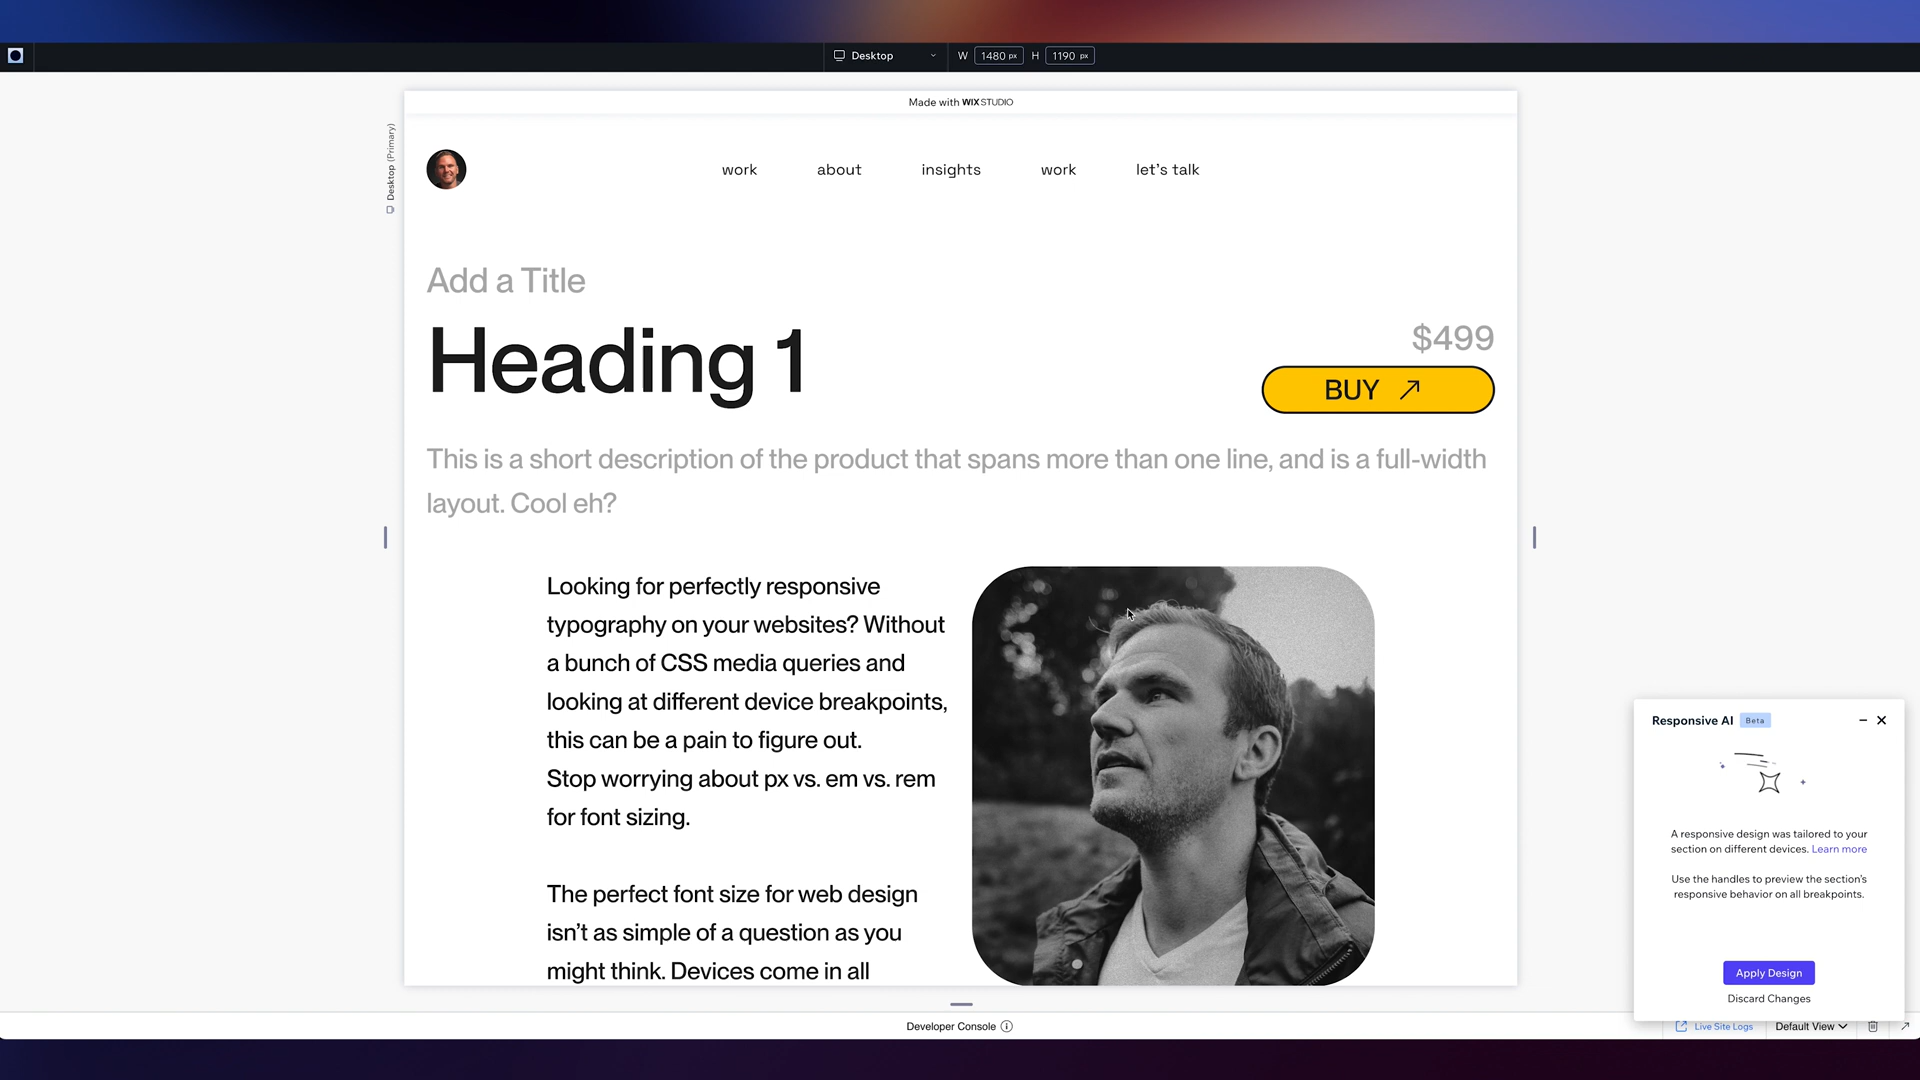 Desktop
W 1480 px H 1190 px
Made with WIX STUDIO
Desktop (Primary)
work about insights work let's talk
Add a Title
Heading 1
$499
BUY
This is a short description of the product that spans more than one line, and is a full-width
layout. Cool eh?
Looking for perfectly responsive
typography on your websites? Without
a bunch of CSS media queries and
looking at different device breakpoints,
this can be a pain to figure out.
Stop worrying about px vs. em vs. rem
for font sizing.
The perfect font size for web design
isn't as simple of a question as you
might think. Devices come in all
Responsive AI Beta
A responsive design was tailored to your
section on different devices. Learn more
Use the handles to preview the section's
responsive behavior on all breakpoints.
Apply Design
Discard Changes
Developer Console
Live Site Logs
Default View